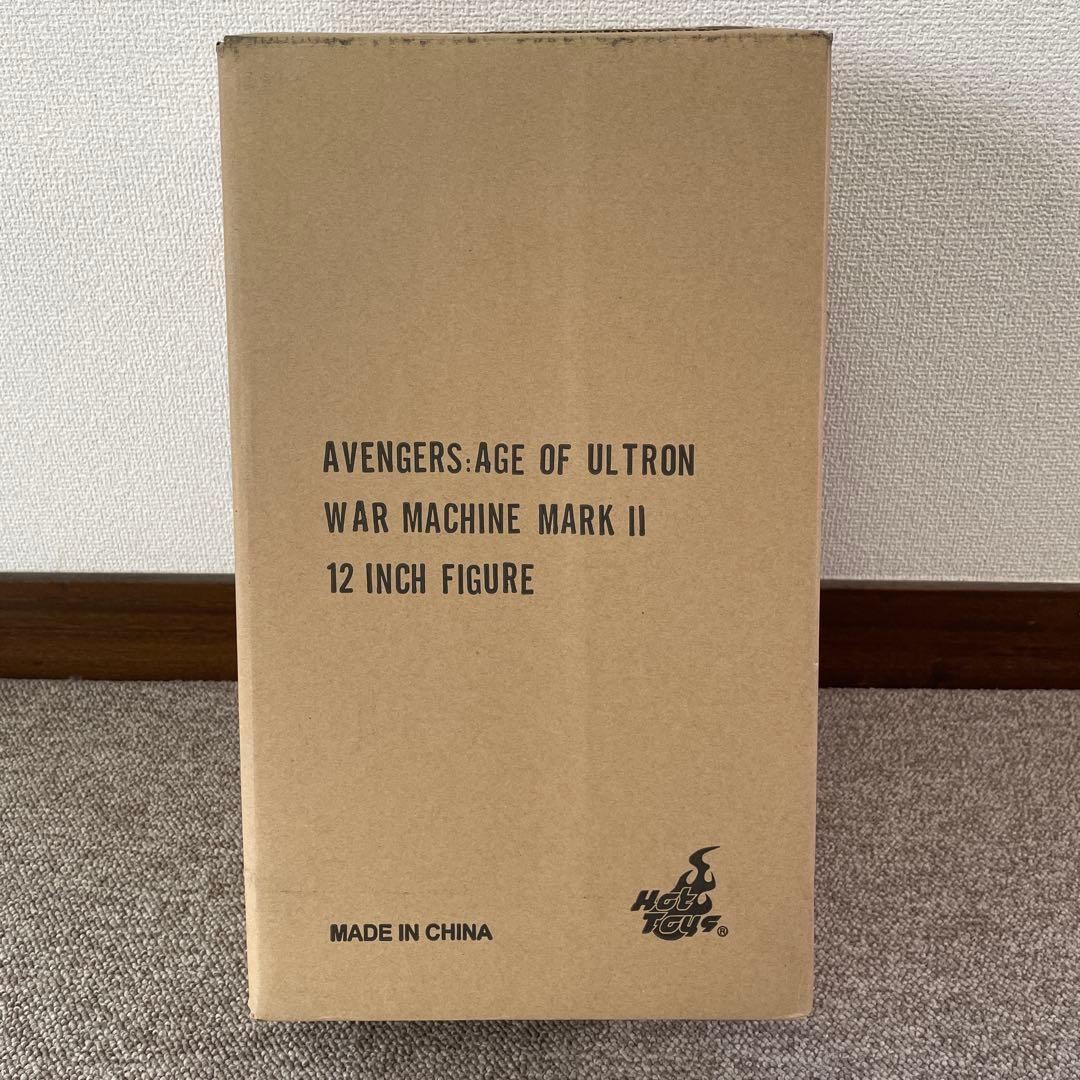 AVENGERS:AGE OF ULTRON
WAR MACHINE MARK II
12 INCH FIGURE
Hot
Toys®
MADE IN CHINA